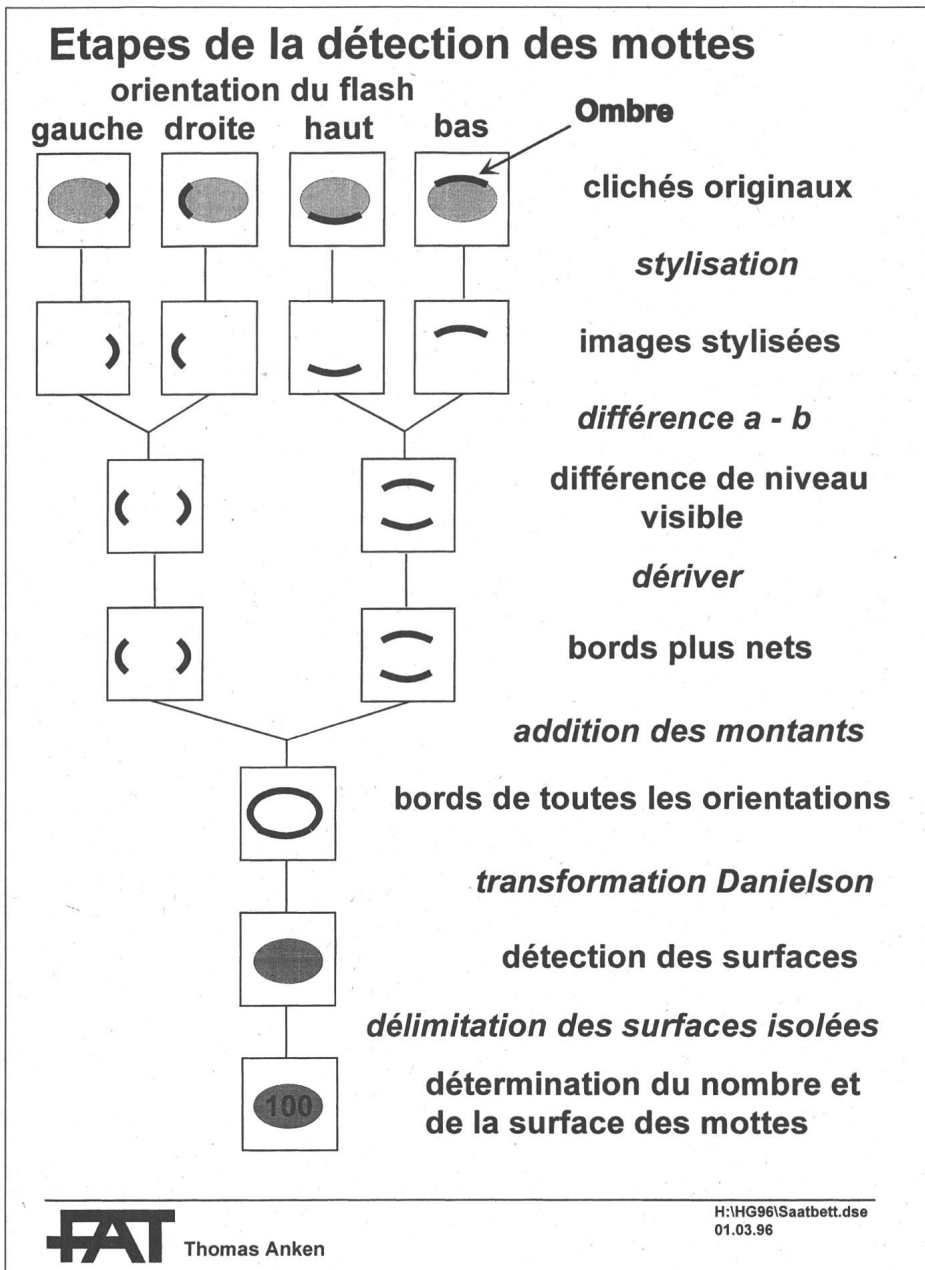 Etapes de la détection des mottes
orientation du flash
gauche droite haut bas
Ombre
clichés originaux
stylisation
images stylisées
différence a - b
différence de niveau
visible
dériver
bords plus nets
addition des montants
bords de toutes les orientations
transformation Danielson
détection des surfaces
délimitation des surfaces isolées
100
détermination du nombre et
de la surface des mottes
FAT
Thomas Anken
H:\HG96\Saatbett.dse
01.03.96